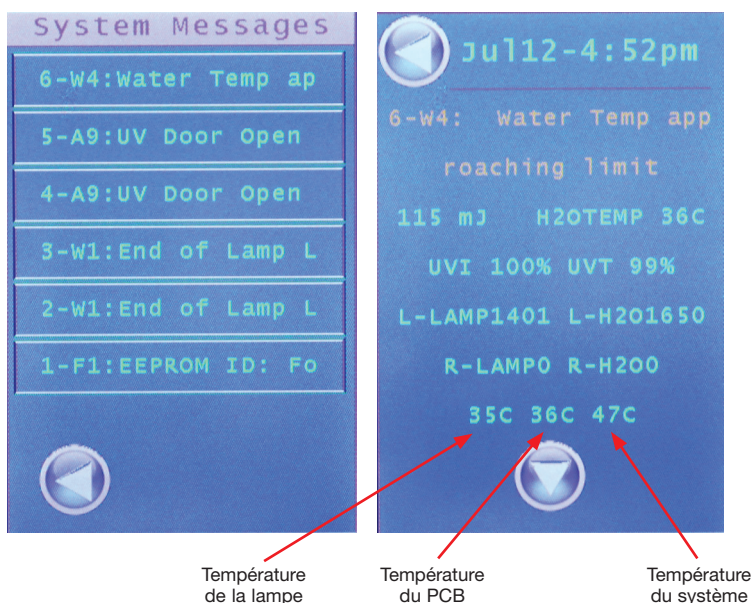 System Messages
6-W4:Water Temp ap
5-A9:UV Door Open
4-A9:UV Door Open
3-W1:End of Lamp L
2-W1:End of Lamp L
1-F1:EEPROM ID: Fo
Jul12-4:52pm
6-W4: Water Temp app
roaching limit
115 mJ H2OTEMP 36C
UVI 100% UVT 99%
L-LAMP1401 L-H2O1650
R-LAMP0 R-H2O0
35C 36C 47C
Température
de la lampe
Température
du PCB
Température
du système